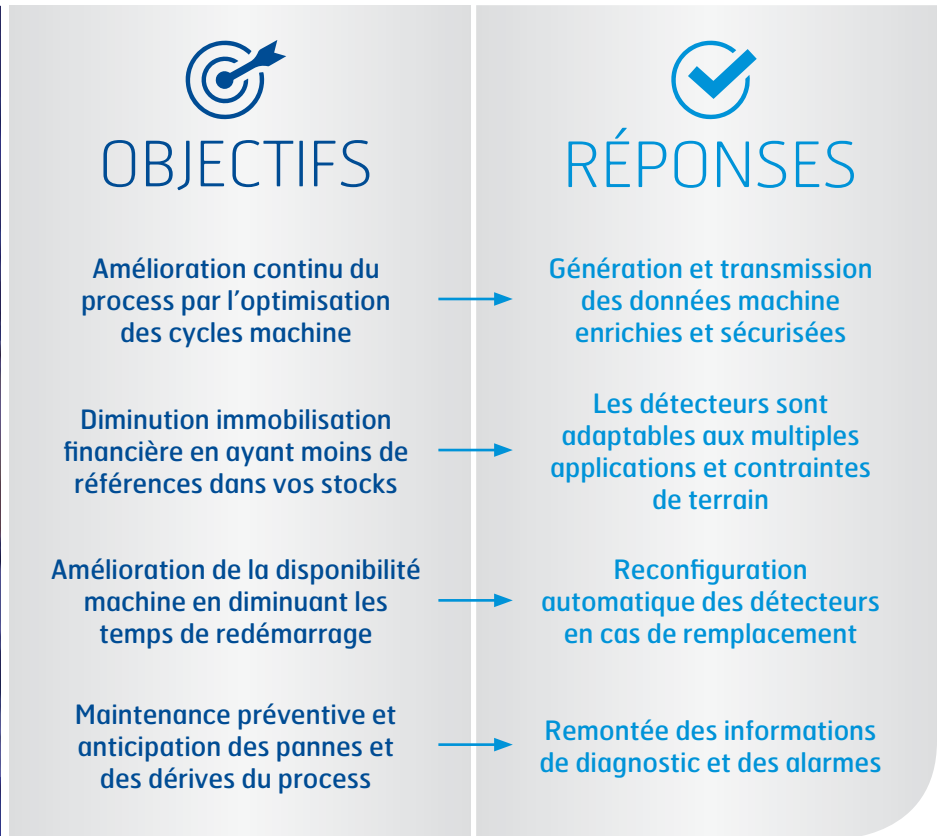 OBJECTIFS
RÉPONSES
Amélioration continu du
process par l'optimisation
des cycles machine
Génération et transmission
des données machine
enrichies et sécurisées
Diminution immobilisation
financière en ayant moins de
références dans vos stocks
Les détecteurs sont
adaptables aux multiples
applications et contraintes
de terrain
Amélioration de la disponibilité
machine en diminuant les
temps de redémarrage
Reconfiguration
automatique des détecteurs
en cas de remplacement
Maintenance préventive et
anticipation des pannes et
des dérives du process
Remontée des informations
de diagnostic et des alarmes